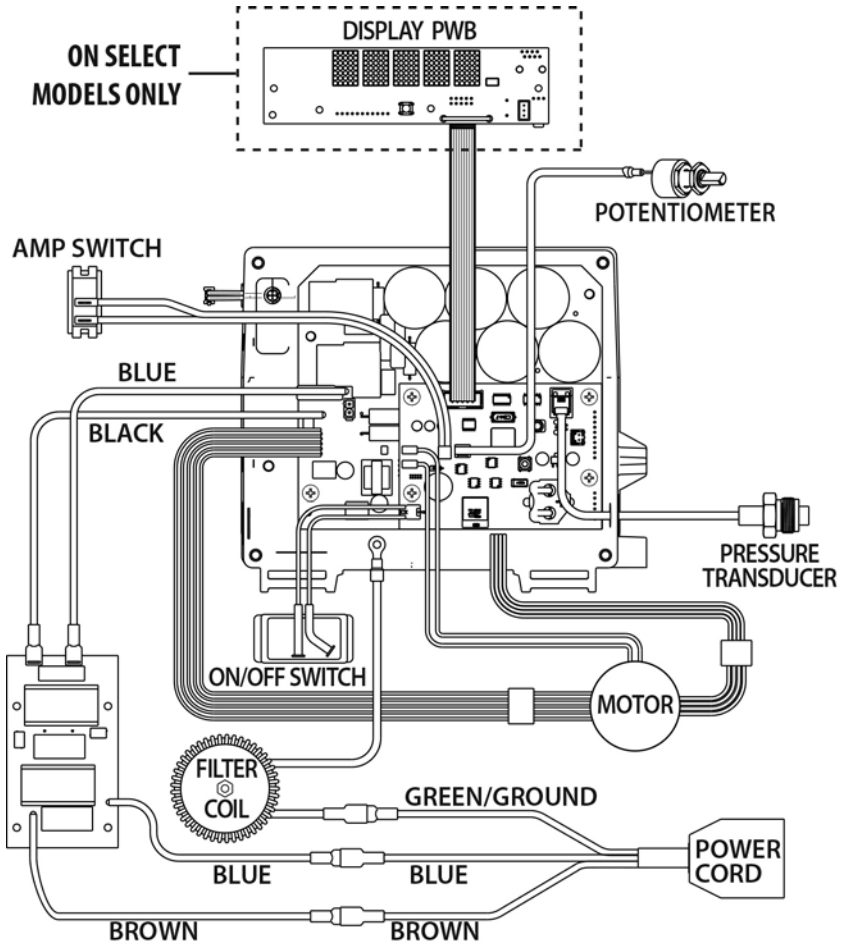 DISPLAY PWB
ON SELECT
MODELS ONLY
POTENTIOMETER
AMP SWITCH
BLUE
BLACK
PRESSURE
TRANSDUCER
ON/OFF SWITCH
MOTOR
FILTER
COIL
GREEN/GROUND
POWER
CORD
BLUE
BLUE
BROWN
BROWN